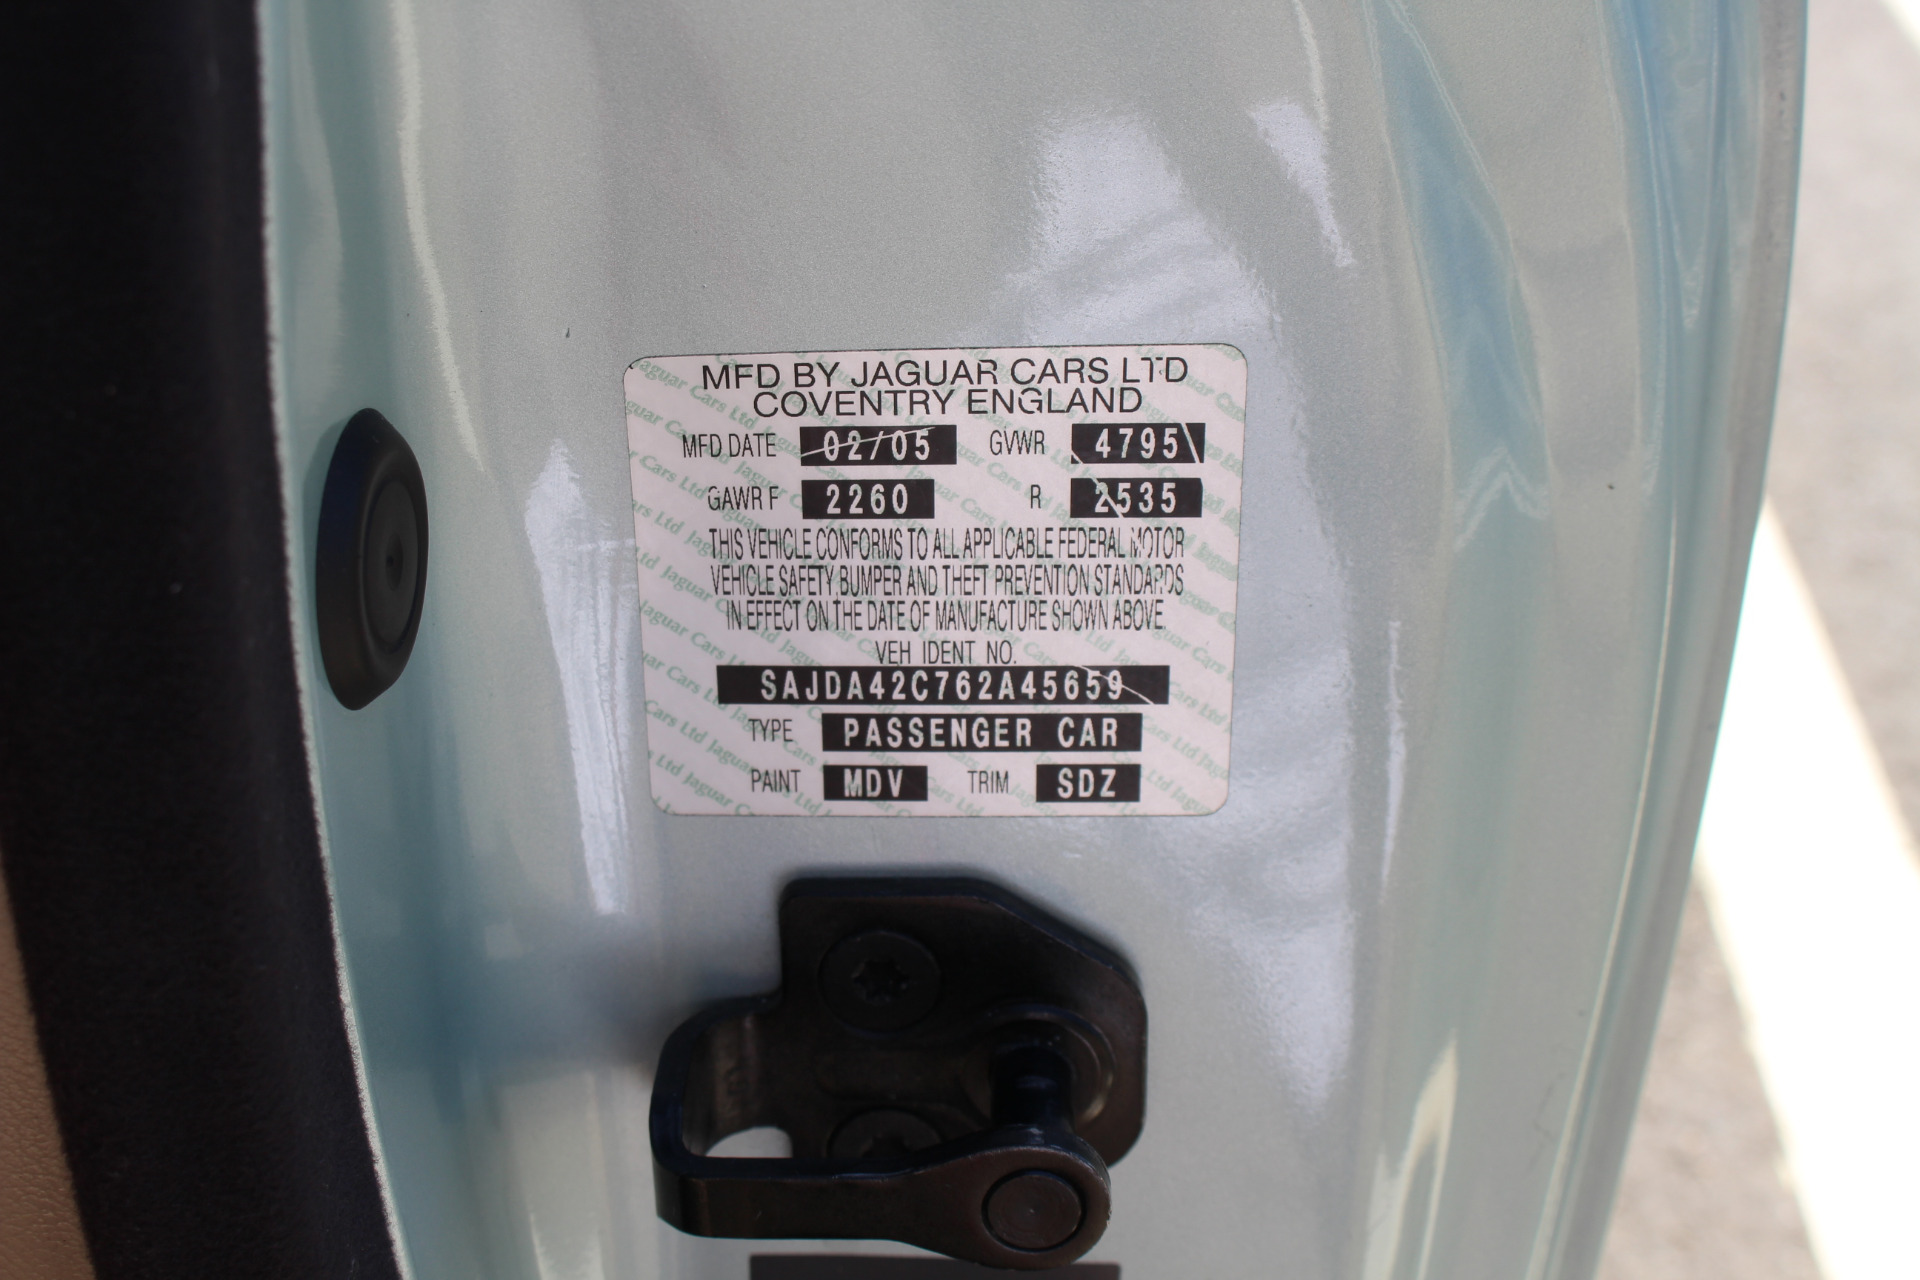 MFD BY JAGUAR CARS LTD
COVENTRY ENGLAND
MFD DATE 02/05 GVWR 4795
GAWR F 2260 R 2535
THIS VEHICLE CONFORMS TO ALL APPLICABLE FEDERAL MOTOR
VEHICLE SAFETY, BUMPER AND THEFT PREVENTION STANDARDS
IN EFFECT ON THE DATE OF MANUFACTURE SHOWN ABOVE.
VEH IDENT NO.
SAJDA42C762A45659
TYPE PASSENGER CAR
PAINT MDV TRIM SDZ